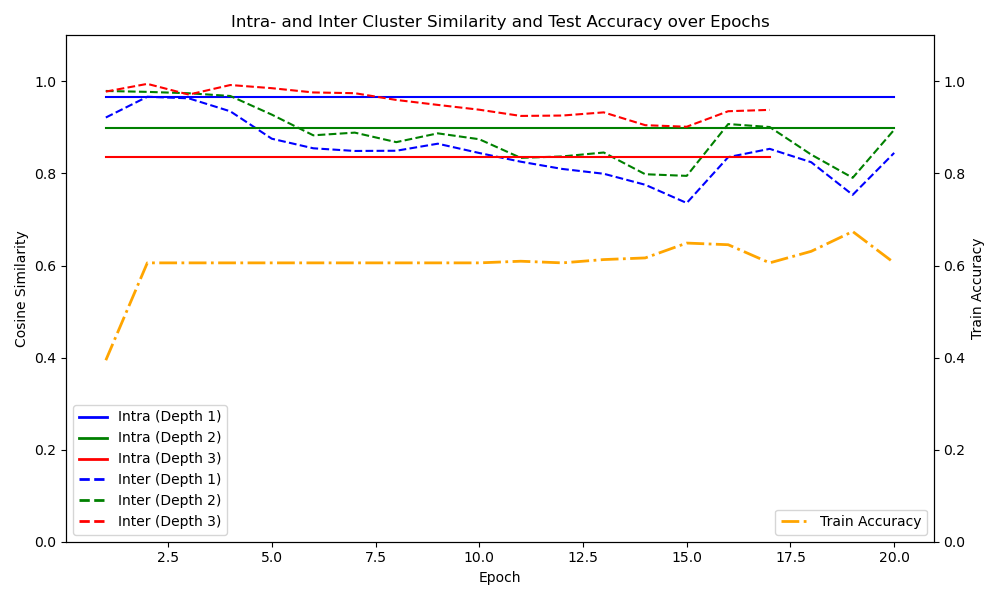 Intra- and Inter Cluster Similarity and Test Accuracy over Epochs
1.0
0.8
0.6
0.4
0.2
0.0
Cosine Similarity
1.0
0.8
0.6
0.4
0.2
0.0
Train Accuracy
Intra (Depth 1)
Intra (Depth 2)
Intra (Depth 3)
Inter (Depth 1)
Inter (Depth 2)
Inter (Depth 3)
Train Accuracy
2.5 5.0 7.5 10.0 12.5 15.0 17.5 20.0
Epoch